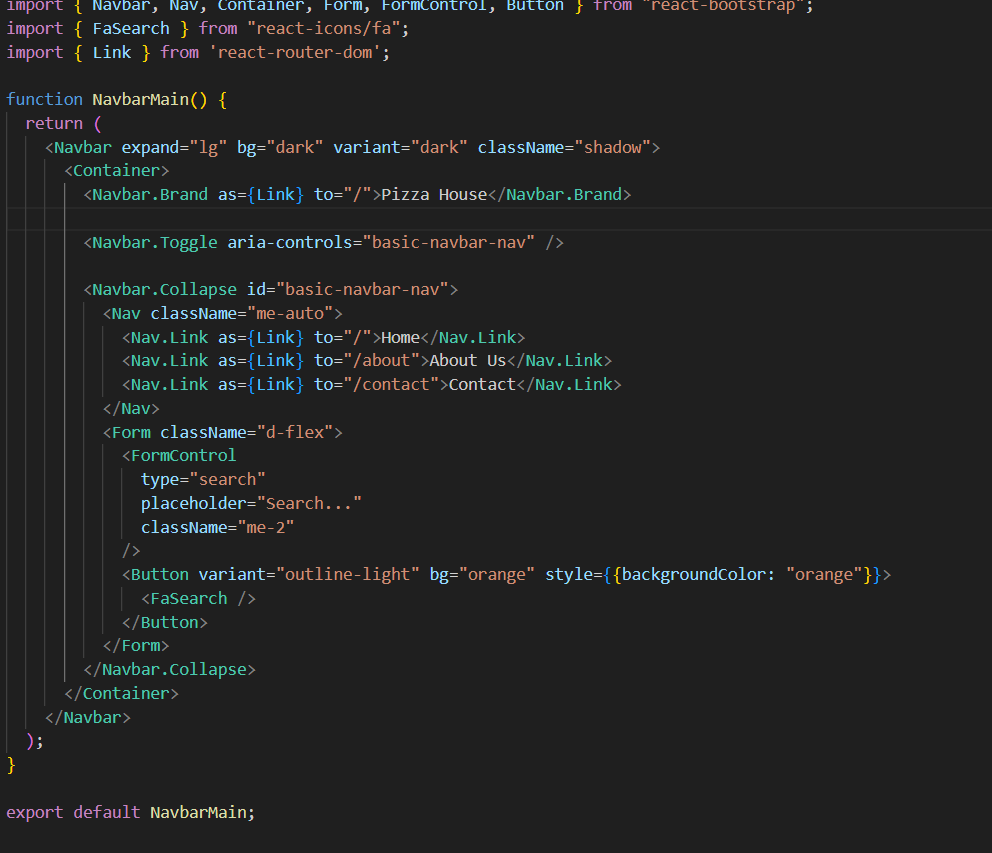 import { Navbar, Nav, Container, Form, FormControl, Button } from "react-bootstrap";
import { FaSearch } from "react-icons/fa";
import { Link } from 'react-router-dom';
function NavbarMain() {
return (
<Navbar expand="lg" bg="dark" variant="dark" className="shadow">
<Container>
<Navbar.Brand as={Link} to="/">Pizza House</Navbar.Brand>
<Navbar.Toggle aria-controls="basic-navbar-nav" />
<Navbar.Collapse id="basic-navbar-nav">
<Nav className="me-auto">
<Nav.Link as={Link} to="/">Home</Nav.Link>
<Nav.Link as={Link} to="/about">About Us</Nav.Link>
<Nav.Link as={Link} to="/contact">Contact</Nav.Link>
</Nav>
<Form className="d-flex">
<FormControl
type="search"
placeholder="Search..."
className="me-2"
/>
<Button variant="outline-light" bg="orange" style={{backgroundColor: "orange"}}>
<FaSearch />
</Button>
</Form>
</Navbar.Collapse>
</Container>
</Navbar>
);
}
export default NavbarMain;